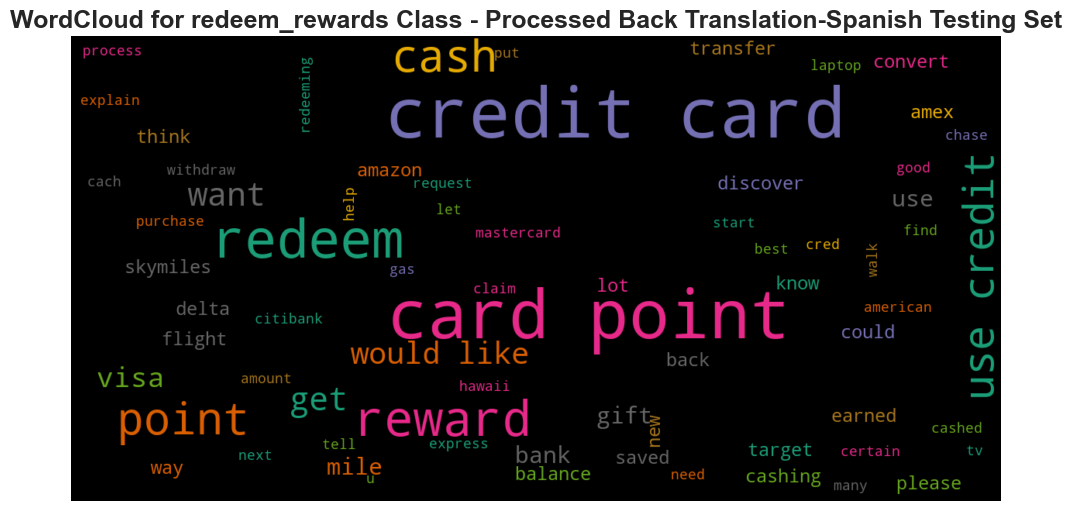 WordCloud for redeem_rewards Class - Processed Back Translation-Spanish Testing Set
process
cash
put
transfer
laptop
convert
redeeming
explain
credit card
amex
think
chase
withdraw
amazon
request
discover
good
use credit
cach
want
help
use
purchase
let
start
find
redeem
mastercard
best
cred
walk
skymiles
gas
know
claim
lot
card point
delta
citibank
american
flight
could
would like
back
visa
amount
hawaii
get
point
reward
gift
new
earned
tell
express
cashed
way
next
mile
u
bank
saved
target
certain
tv
balance
need
cashing
many
please